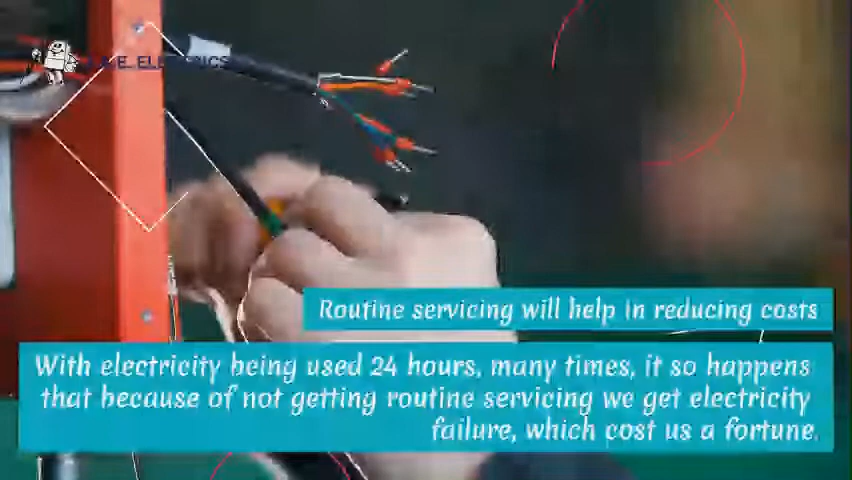 Routine servicing will help in reducing costs
With electricity being used 24 hours, many times, it so happens
that because of not getting routine servicing we get electricity
failure, which cost us a fortune.